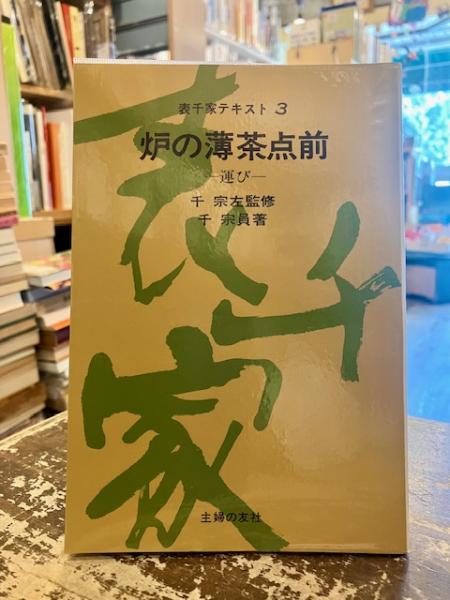 表千家テキスト 3
炉の薄茶点前
―運び―
千 宗左監修
千 宗員著
表千家
主婦の友社